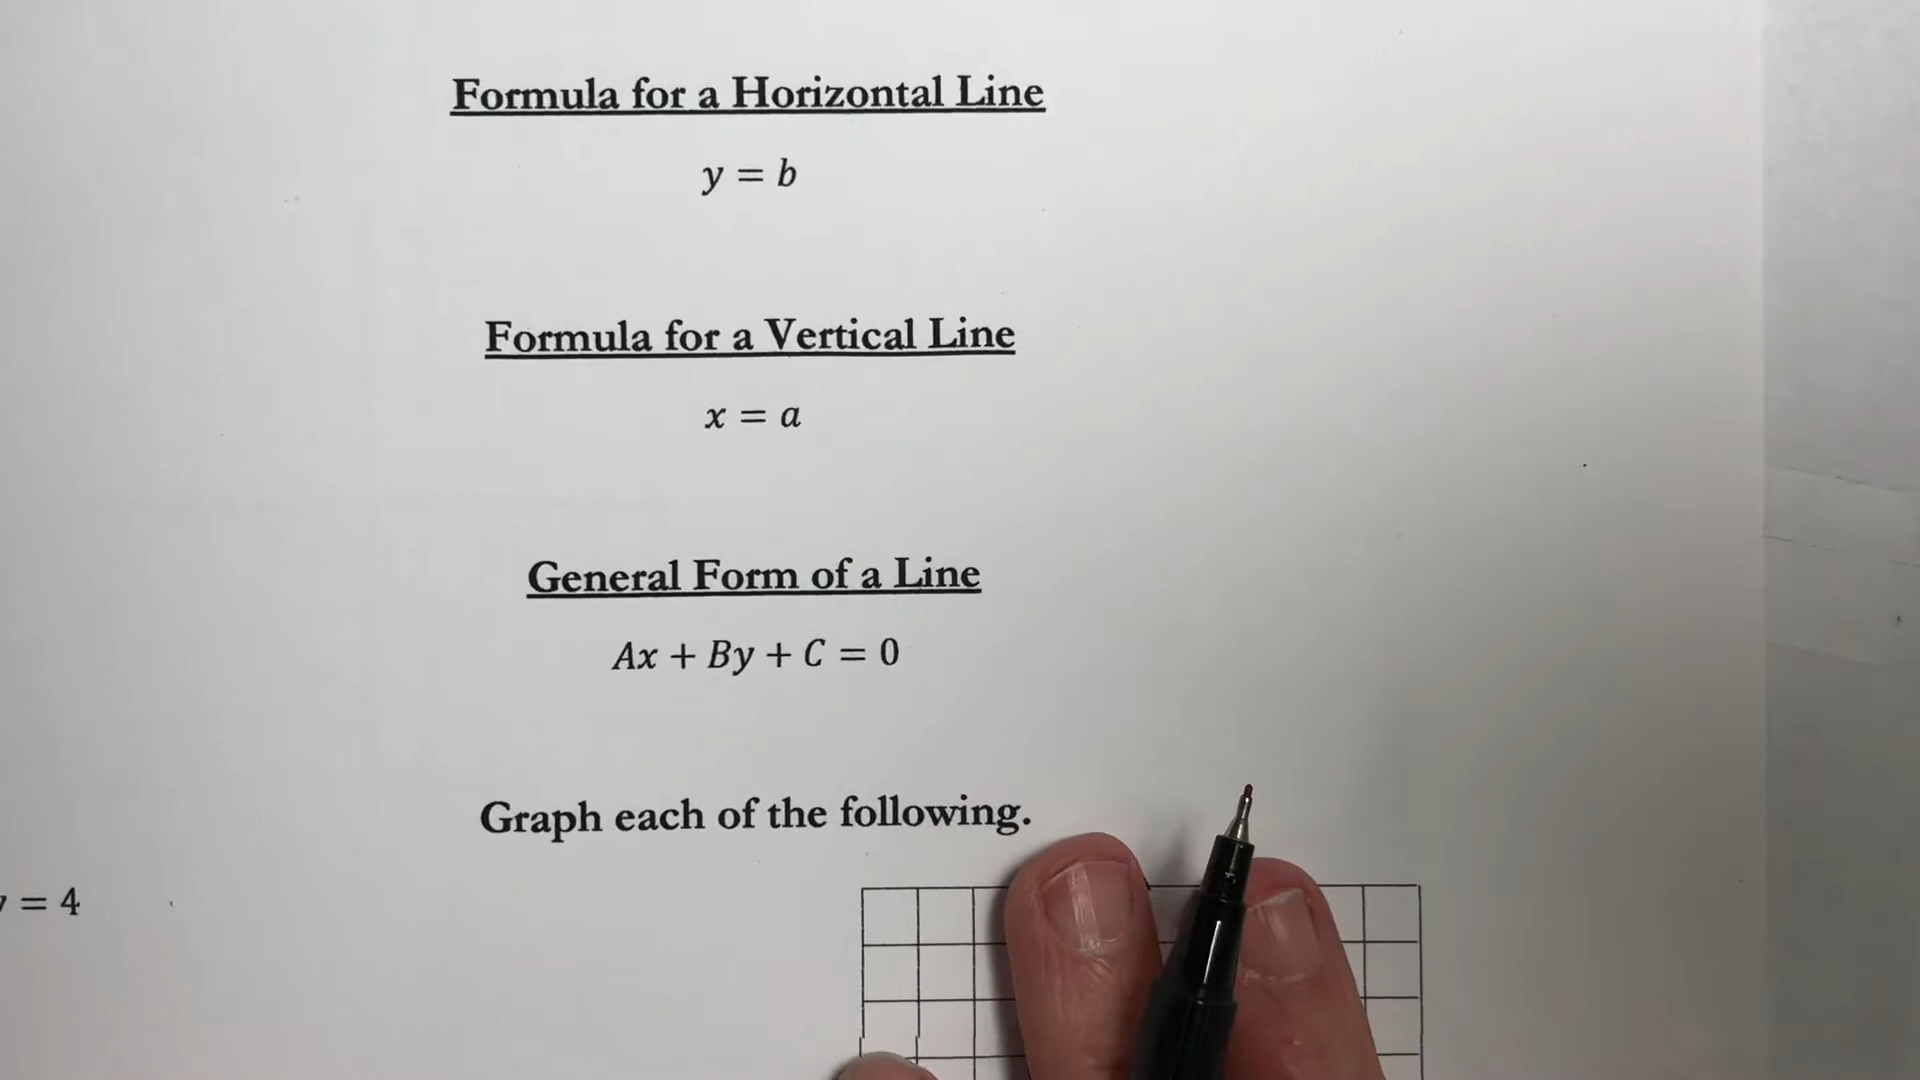 Formula for a Horizontal Line
y = b
Formula for a Vertical Line
x = a
General Form of a Line
Ax + By + C = 0
Graph each of the following.
= 4